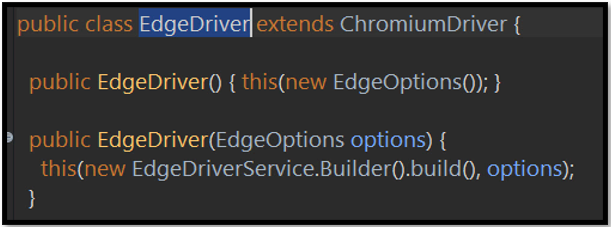 public class EdgeDriver extends ChromiumDriver {
public EdgeDriver() { this(new EdgeOptions()); }
public EdgeDriver(EdgeOptions options) {
this(new EdgeDriverService.Builder().build(), options);
}